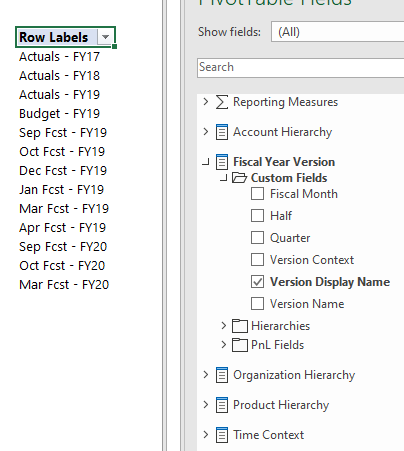 PivotTable Fields
Show fields: (All)
Search
Row Labels
Actuals - FY17
Actuals - FY18
Actuals - FY19
Budget - FY19
Sep Fcst - FY19
Oct Fcst - FY19
Dec Fcst - FY19
Jan Fcst - FY19
Mar Fcst - FY19
Apr Fcst - FY19
Sep Fcst - FY20
Oct Fcst - FY20
Mar Fcst - FY20
Reporting Measures
Account Hierarchy
Fiscal Year Version
Custom Fields
Fiscal Month
Half
Quarter
Version Context
Version Display Name
Version Name
Hierarchies
PnL Fields
Organization Hierarchy
Product Hierarchy
Time Context